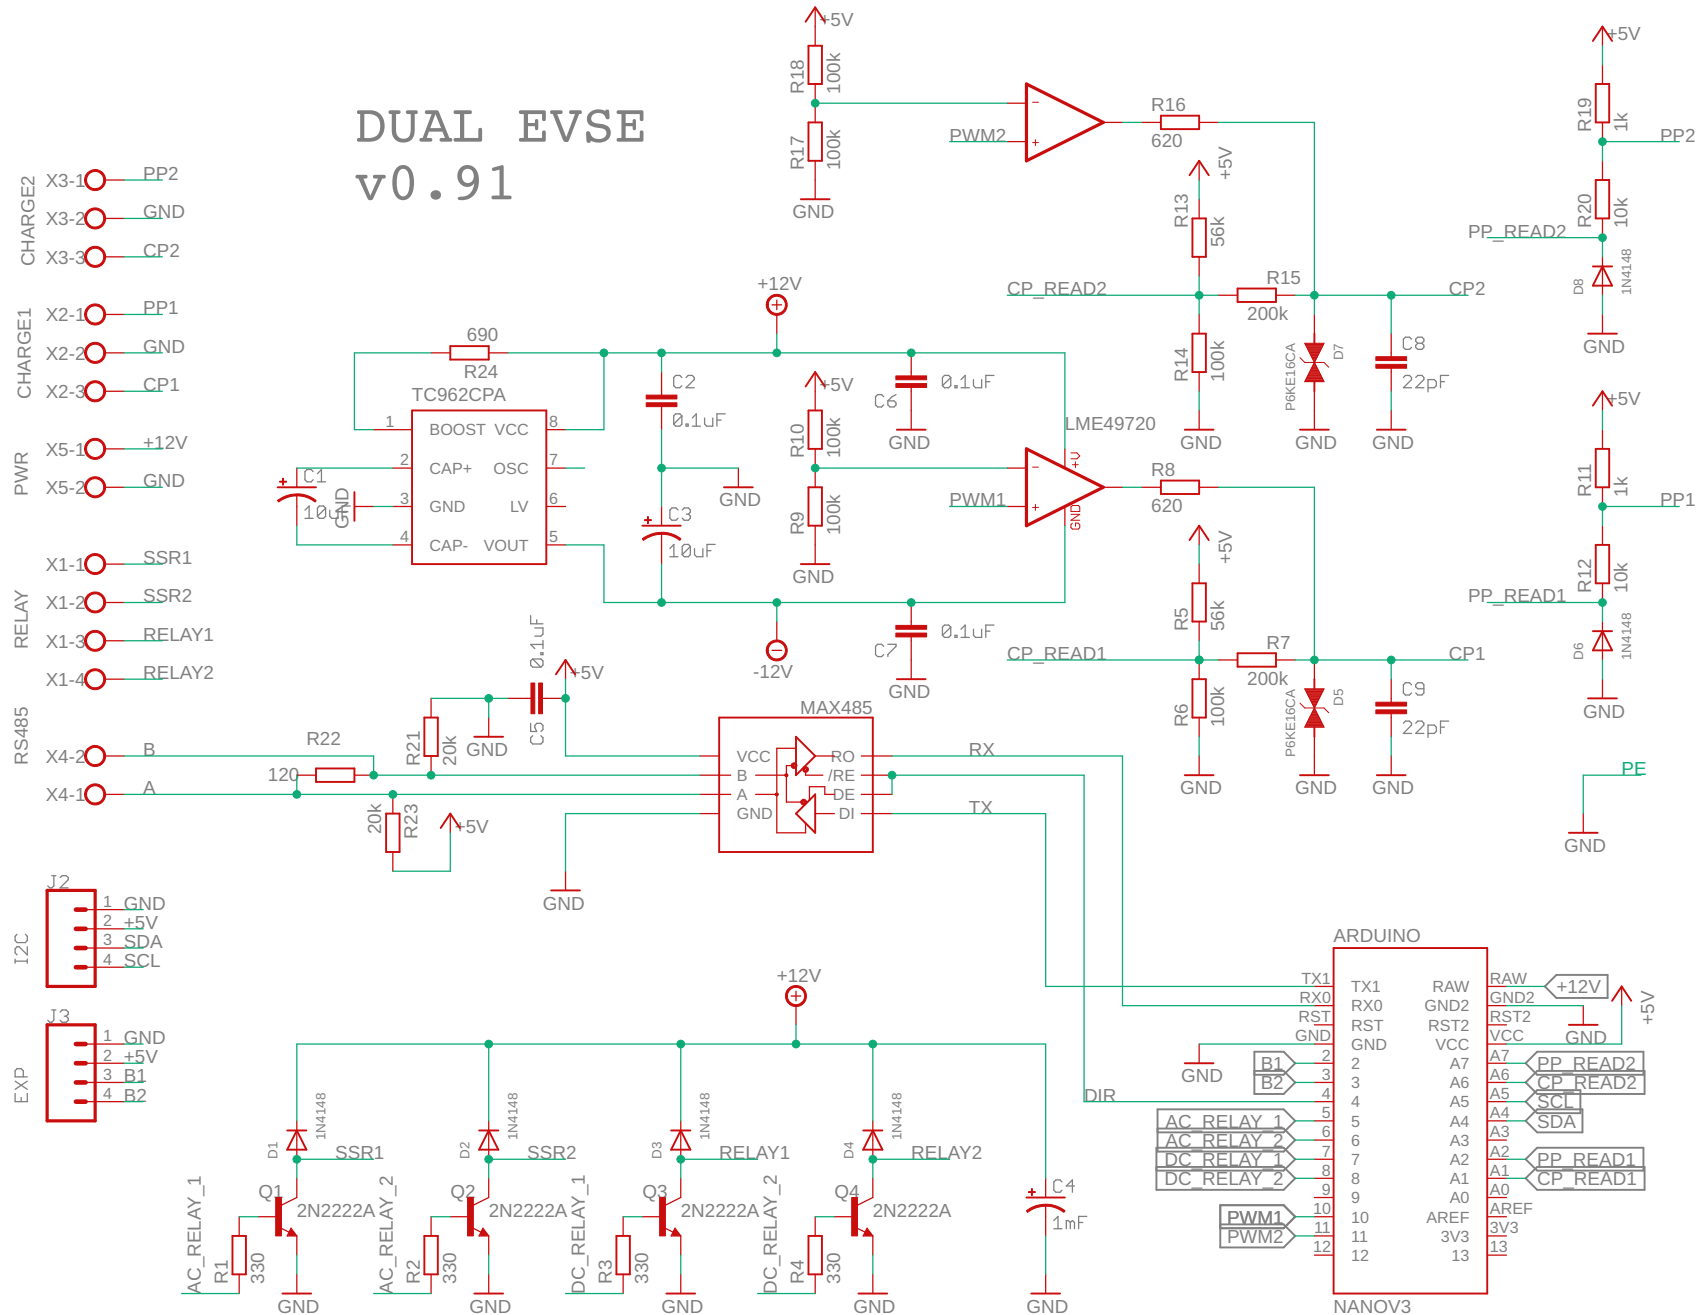 DUAL EVSE
v0.91
CHARGE2
X3-1 PP2
X3-2 GND
X3-3 CP2
CHARGE1
X2-1 PP1
X2-2 GND
X2-3 CP1
PWR
X5-1 +12V
X5-2 GND
RELAY
X1-1 SSR1
X1-2 SSR2
X1-3 RELAY1
X1-4 RELAY2
RS485
X4-2 B
X4-1 A
I2C
J2
1 GND
2 +5V
3 SDA
4 SCL
EXP
J3
1 GND
2 +5V
3 B1
4 B2
690
R24
TC962CPA
1 BOOST VCC 8
2 CAP+ OSC 7
3 GND LV 6
4 CAP- VOUT 5
C1
10uF
GND
+12V
C2
0.1uF
GND
C3
10uF
-12V
C6
0.1uF
GND
C7
0.1uF
GND
+5V
R18
100k
R17
100k
GND
PWM2
-
+
R16
620
+5V
R10
100k
R9
100k
GND
PWM1
-
+
LME49720
+V
GND
R8
620
+5V
R13
56k
CP_READ2
R15
200k
R14
100k
GND
P6KE16CA
D7
GND
C8
22pF
GND
CP2
+5V
R5
56k
CP_READ1
R7
200k
R6
100k
GND
P6KE16CA
D5
GND
C9
22pF
GND
CP1
+5V
R19
1k
PP2
R20
10k
PP_READ2
D8
1N4148
GND
+5V
R11
1k
PP1
R12
10k
PP_READ1
D6
1N4148
GND
PE
GND
R22
120
R21
20k
GND
C5
0.1uF
+5V
20k
R23
+5V
GND
MAX485
VCC RO
B /RE
A DE
GND DI
RX
TX
DIR
+12V
D1
1N4148
SSR1
Q1
2N2222A
AC_RELAY_1
R1
330
GND
D2
1N4148
SSR2
Q2
2N2222A
AC_RELAY_2
R2
330
GND
D3
1N4148
RELAY1
Q3
2N2222A
DC_RELAY_1
R3
330
GND
D4
1N4148
RELAY2
Q4
2N2222A
DC_RELAY_2
R4
330
GND
C4
1mF
GND
ARDUINO
TX1 TX1 RAW RAW +12V
RX0 RX0 GND2 GND2 GND
RST RST RST2 RST2
GND GND GND VCC VCC +5V
B1 2 2 A7 A7 PP_READ2
B2 3 3 A6 A6 CP_READ2
4 4 A5 A5 SCL
AC_RELAY_1 5 5 A4 A4 SDA
AC_RELAY_2 6 6 A3 A3
DC_RELAY_1 7 7 A2 A2 PP_READ1
DC_RELAY_2 8 8 A1 A1 CP_READ1
9 9 A0 A0
PWM1 10 10 AREF AREF
PWM2 11 11 3V3 3V3
12 12 13 13
NANOV3